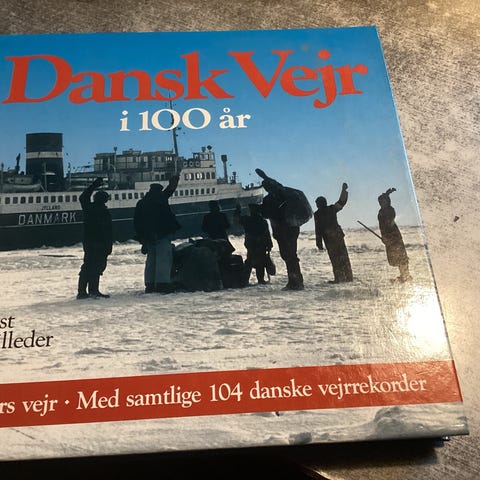 Dansk Vejr
i 100 år
JYLLAND
DANMARK
st
lleder
rs vejr · Med samtlige 104 danske vejrrekorder